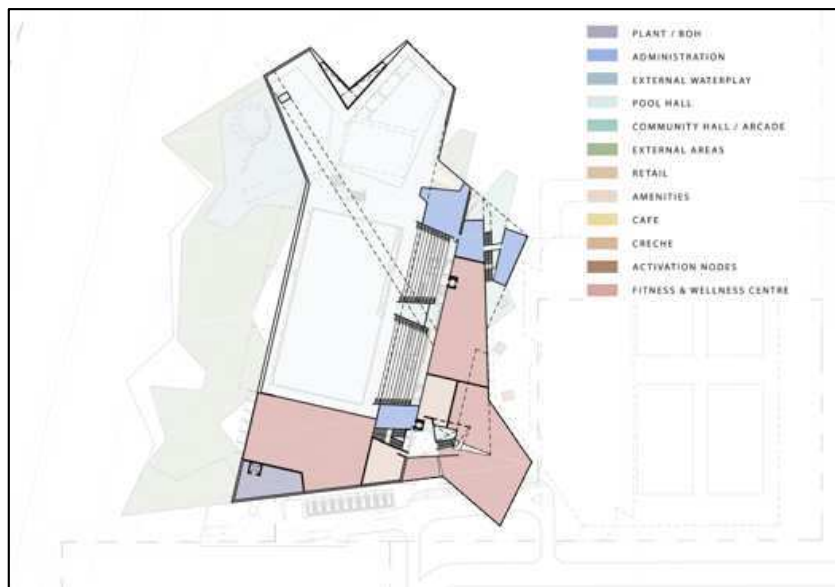 PLANT / BOH
ADMINISTRATION
EXTERNAL WATERPLAY
POOL HALL
COMMUNITY HALL / ARCADE
EXTERNAL AREAS
RETAIL
AMENITIES
CAFE
CRECHE
ACTIVATION NODES
FITNESS & WELLNESS CENTRE